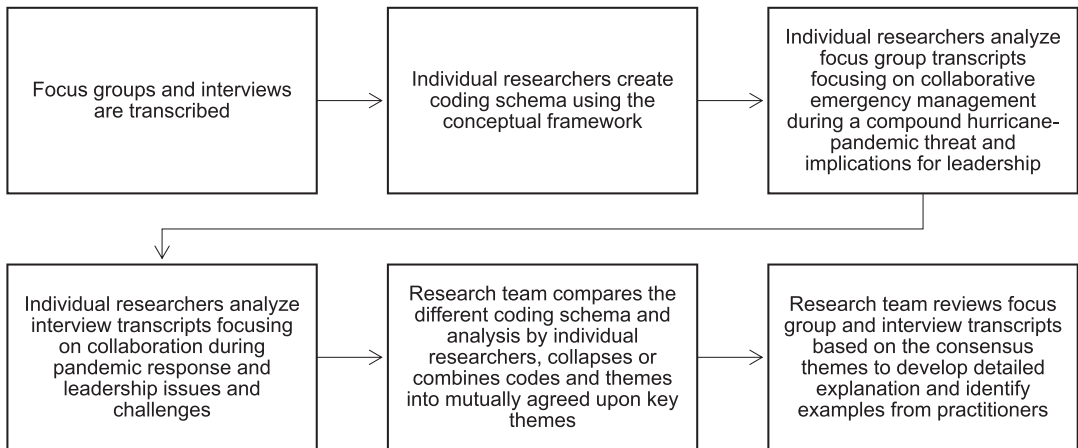 Focus groups and interviews
are transcribed
Individual researchers create
coding schema using the
conceptual framework
Individual researchers analyze
focus group transcripts
focusing on collaborative
emergency management
during a compound hurricane-
pandemic threat and
implications for leadership
Individual researchers analyze
interview transcripts focusing
on collaboration during
pandemic response and
leadership issues and
challenges
Research team compares the
different coding schema and
analysis by individual
researchers, collapses or
combines codes and themes
into mutually agreed upon key
themes
Research team reviews focus
group and interview transcripts
based on the consensus
themes to develop detailed
explanation and identify
examples from practitioners